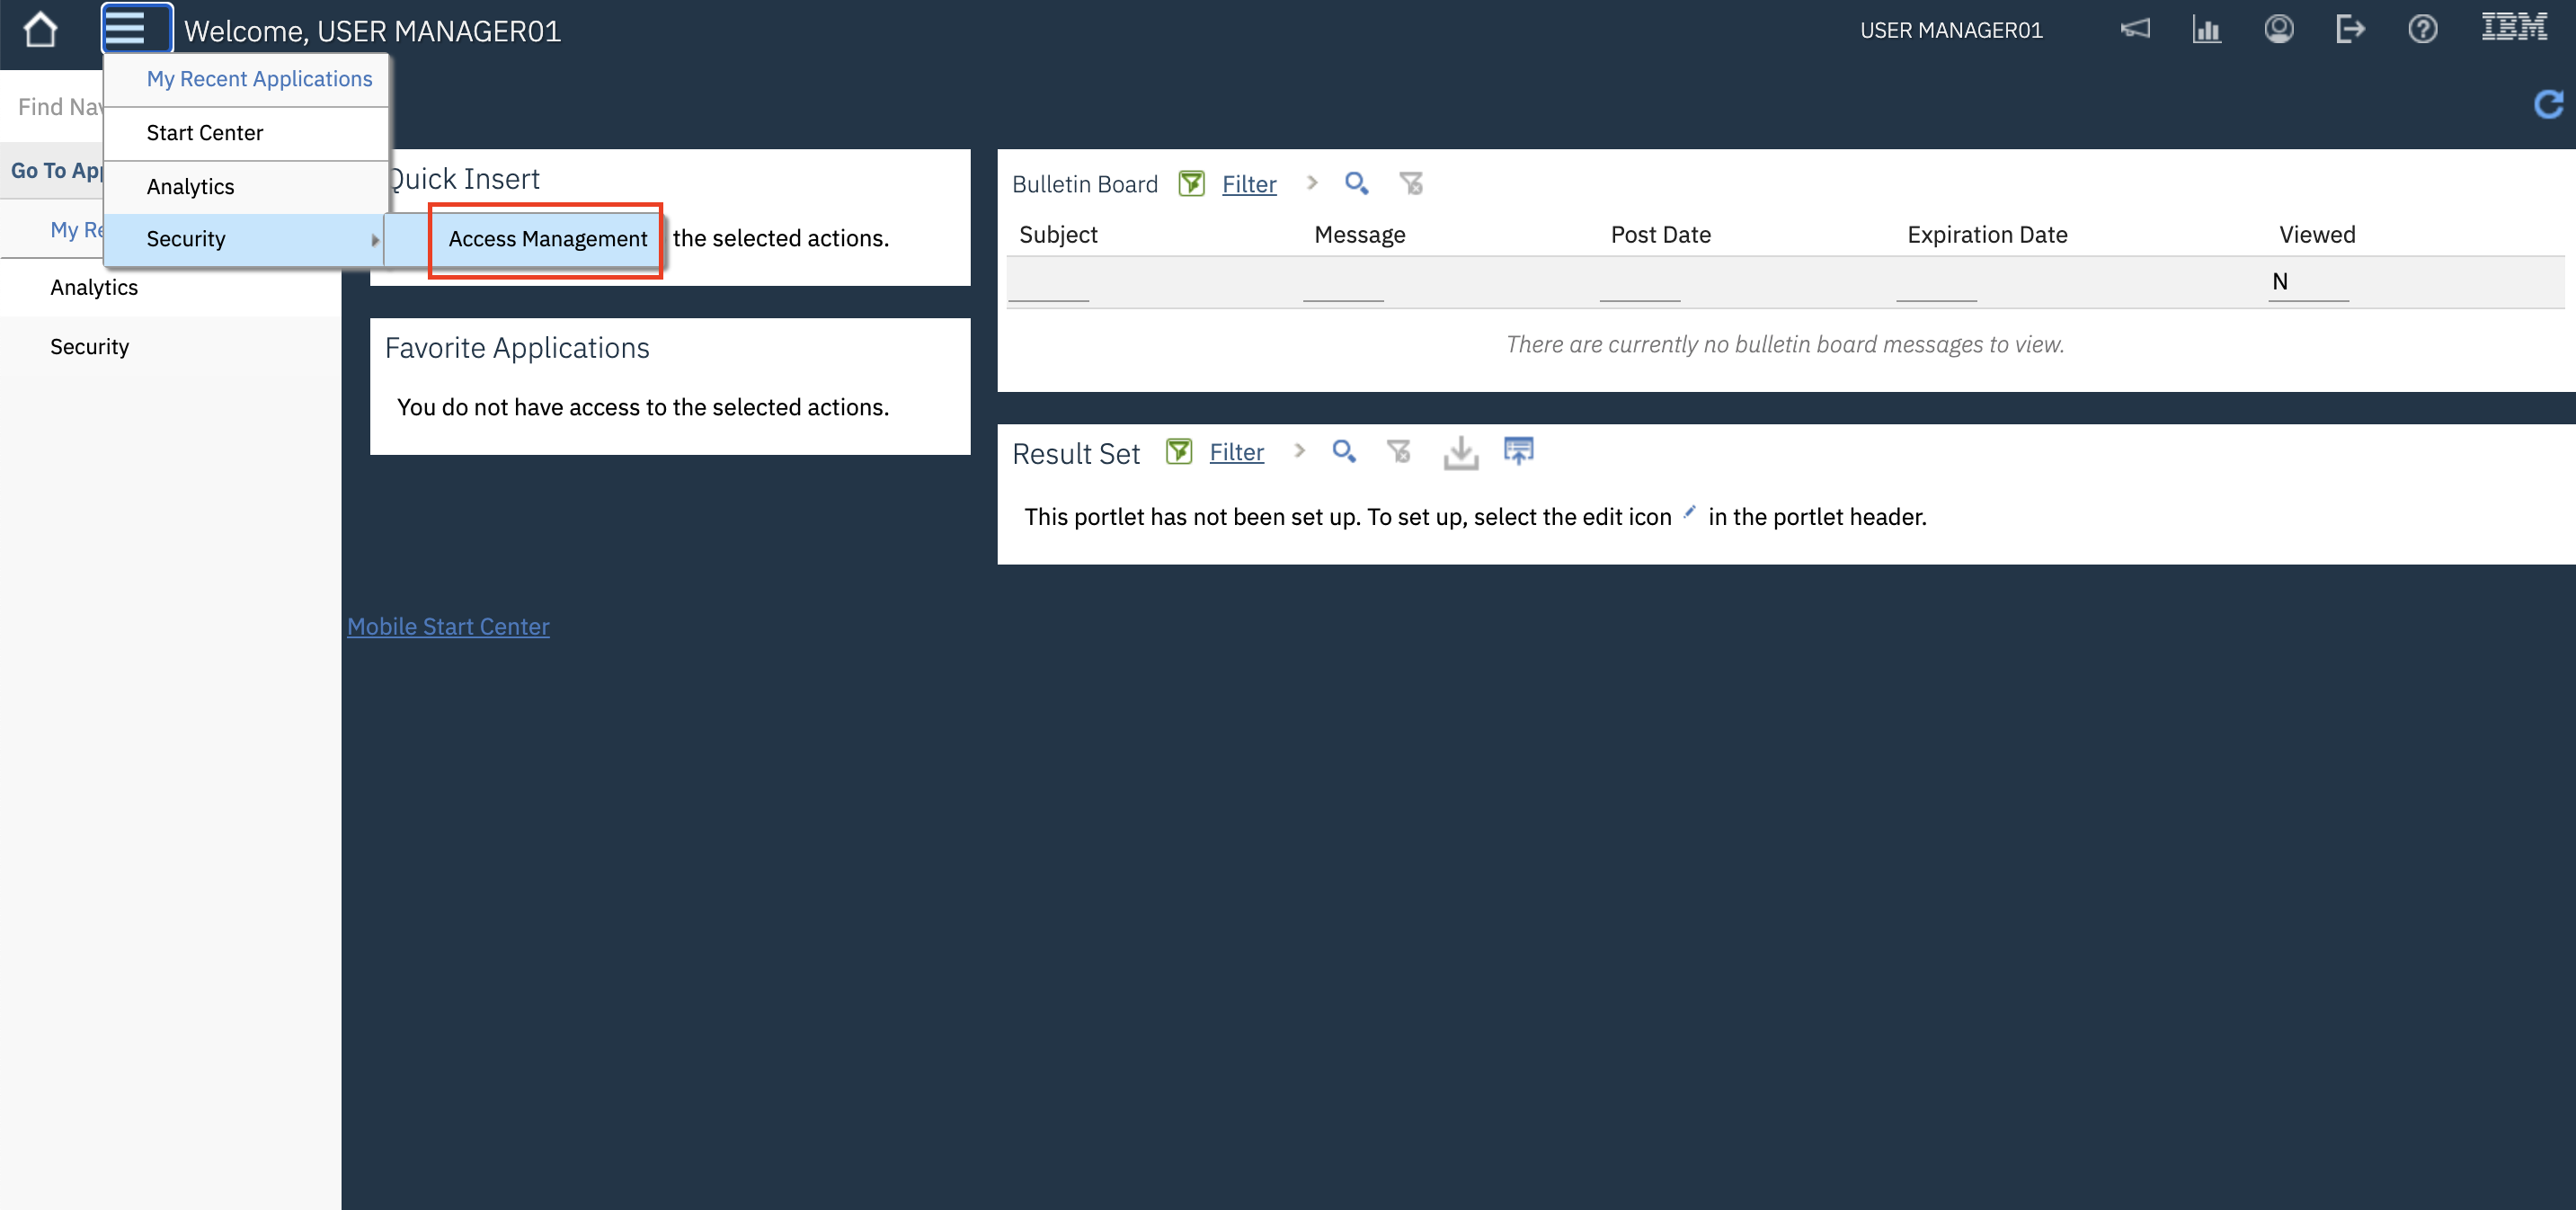 Welcome, USER MANAGER01
USER MANAGER01
IBM
My Recent Applications
Start Center
Analytics
Security
Access Management
Find Nav
Go To App
My Re
Analytics
Security
Quick Insert
the selected actions.
Favorite Applications
You do not have access to the selected actions.
Mobile Start Center
Bulletin Board Filter
Subject Message Post Date Expiration Date Viewed
N
There are currently no bulletin board messages to view.
Result Set Filter
This portlet has not been set up. To set up, select the edit icon in the portlet header.